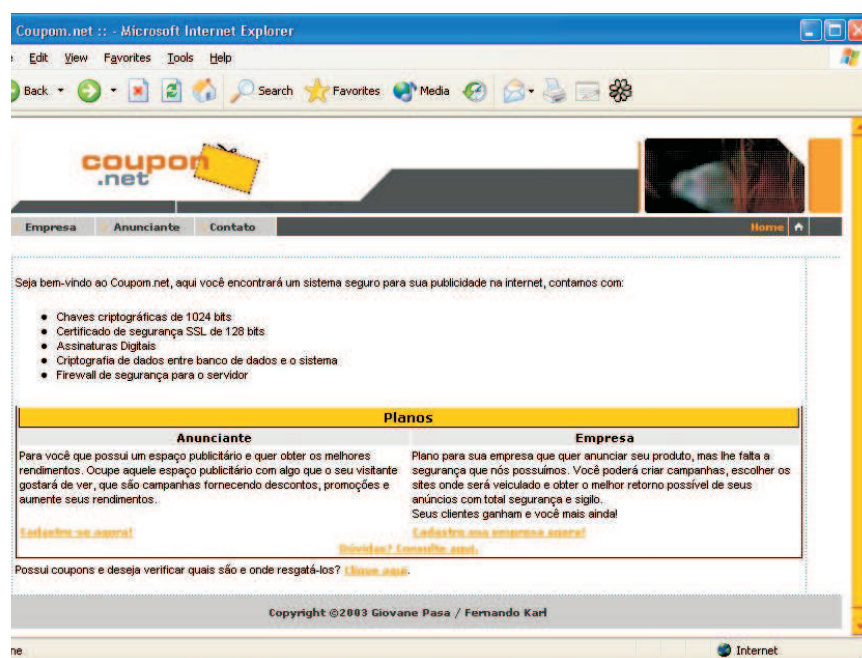 Coupom.net :: - Microsoft Internet Explorer
Edit View Favorites Tools Help
Back Search Favorites Media
coupon
.net
Empresa Anunciante Contato Home
Seja bem-vindo ao Coupom.net, aqui você encontrará um sistema seguro para sua publicidade na internet, contamos com:
• Chaves criptográficas de 1024 bits
• Certificado de segurança SSL de 128 bits
• Assinaturas Digitais
• Criptografia de dados entre banco de dados e o sistema
• Firewall de segurança para o servidor
Planos
Anunciante
Para você que possui um espaço publicitário e quer obter os melhores
rendimentos. Ocupe aquele espaço publicitário com algo que o seu visitante
gostará de ver, que são campanhas fornecendo descontos, promoções e
aumente seus rendimentos.
Cadastre-se agora!
Empresa
Plano para sua empresa que quer anunciar seu produto, mas lhe falta a
segurança que nós possuímos. Você poderá criar campanhas, escolher os
sites onde será veiculado e obter o melhor retorno possível de seus
anúncios com total segurança e sigilo.
Seus clientes ganham e você mais ainda!
Cadastre sua empresa agora!
Dúvidas? Consulte aqui.
Possui coupons e deseja verificar quais são e onde resgatá-los? Clique aqui.
Copyright ©2003 Giovane Pasa / Fernando Karl
ne Internet